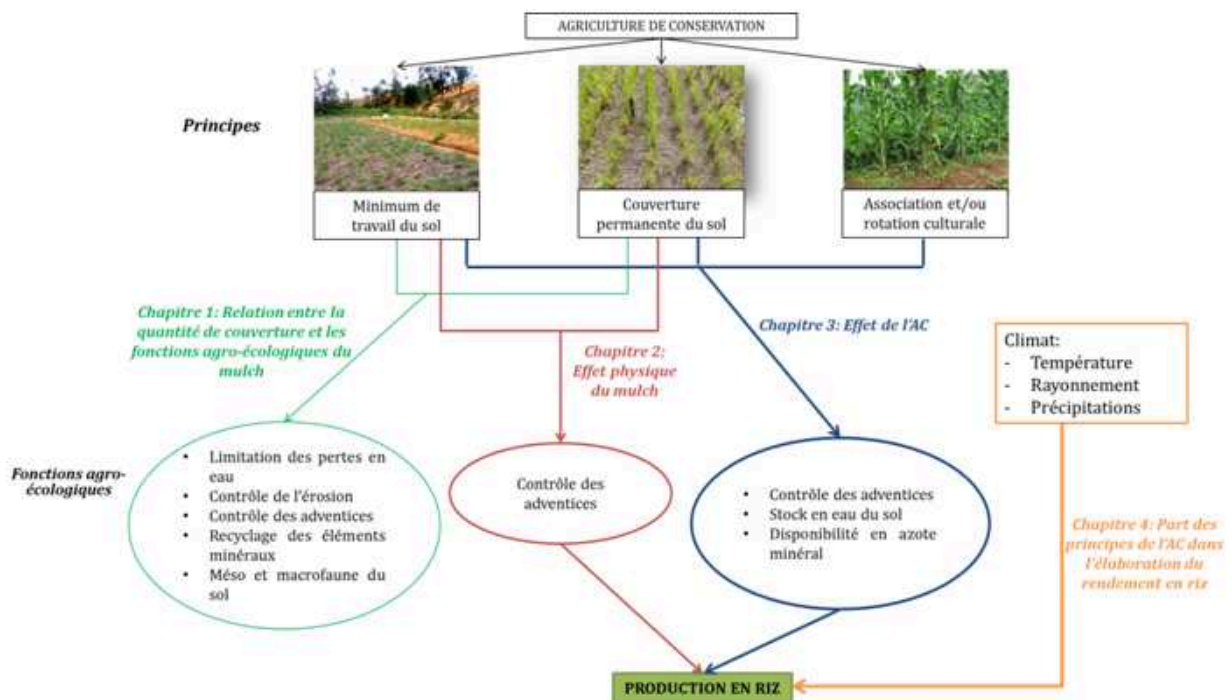 AGRICULTURE DE CONSERVATION
Principes
Minimum de
travail du sol
Couverture
permanente du sol
Association et/ou
rotation culturale
Chapitre 1: Relation entre la
quantité de couverture et les
fonctions agro-écologiques du
mulch
Chapitre 2:
Effet physique
du mulch
Chapitre 3: Effet de l'AC
Climat:
- Température
- Rayonnement
- Précipitations
Fonctions agro-
écologiques
• Limitation des pertes en
eau
• Contrôle de l'érosion
• Contrôle des adventices
• Recyclage des éléments
minéraux
• Méso et macrofaune du
sol
Contrôle des
adventices
• Contrôle des adventices
• Stock en eau du sol
• Disponibilité en azote
minéral
Chapitre 4: Part des
principes de l'AC dans
l'élaboration du
rendement en riz
PRODUCTION EN RIZ